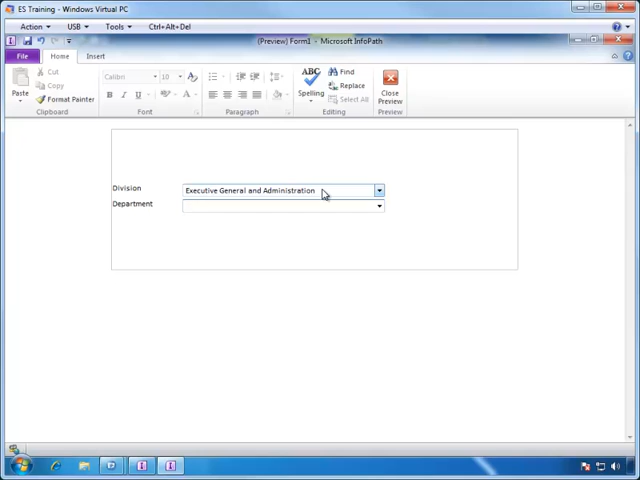 ES Training - Windows Virtual PC
Action USB Tools Ctrl+Alt+Del
(Preview) Form1 - Microsoft InfoPath
File Home Insert
Cut
Copy
Format Painter
Paste
Clipboard
Calibri 10
B I U A
Font
Paragraph
ABC
Spelling
Find
Replace
Select All
Editing
Close
Preview
Preview
Division Executive General and Administration
Department